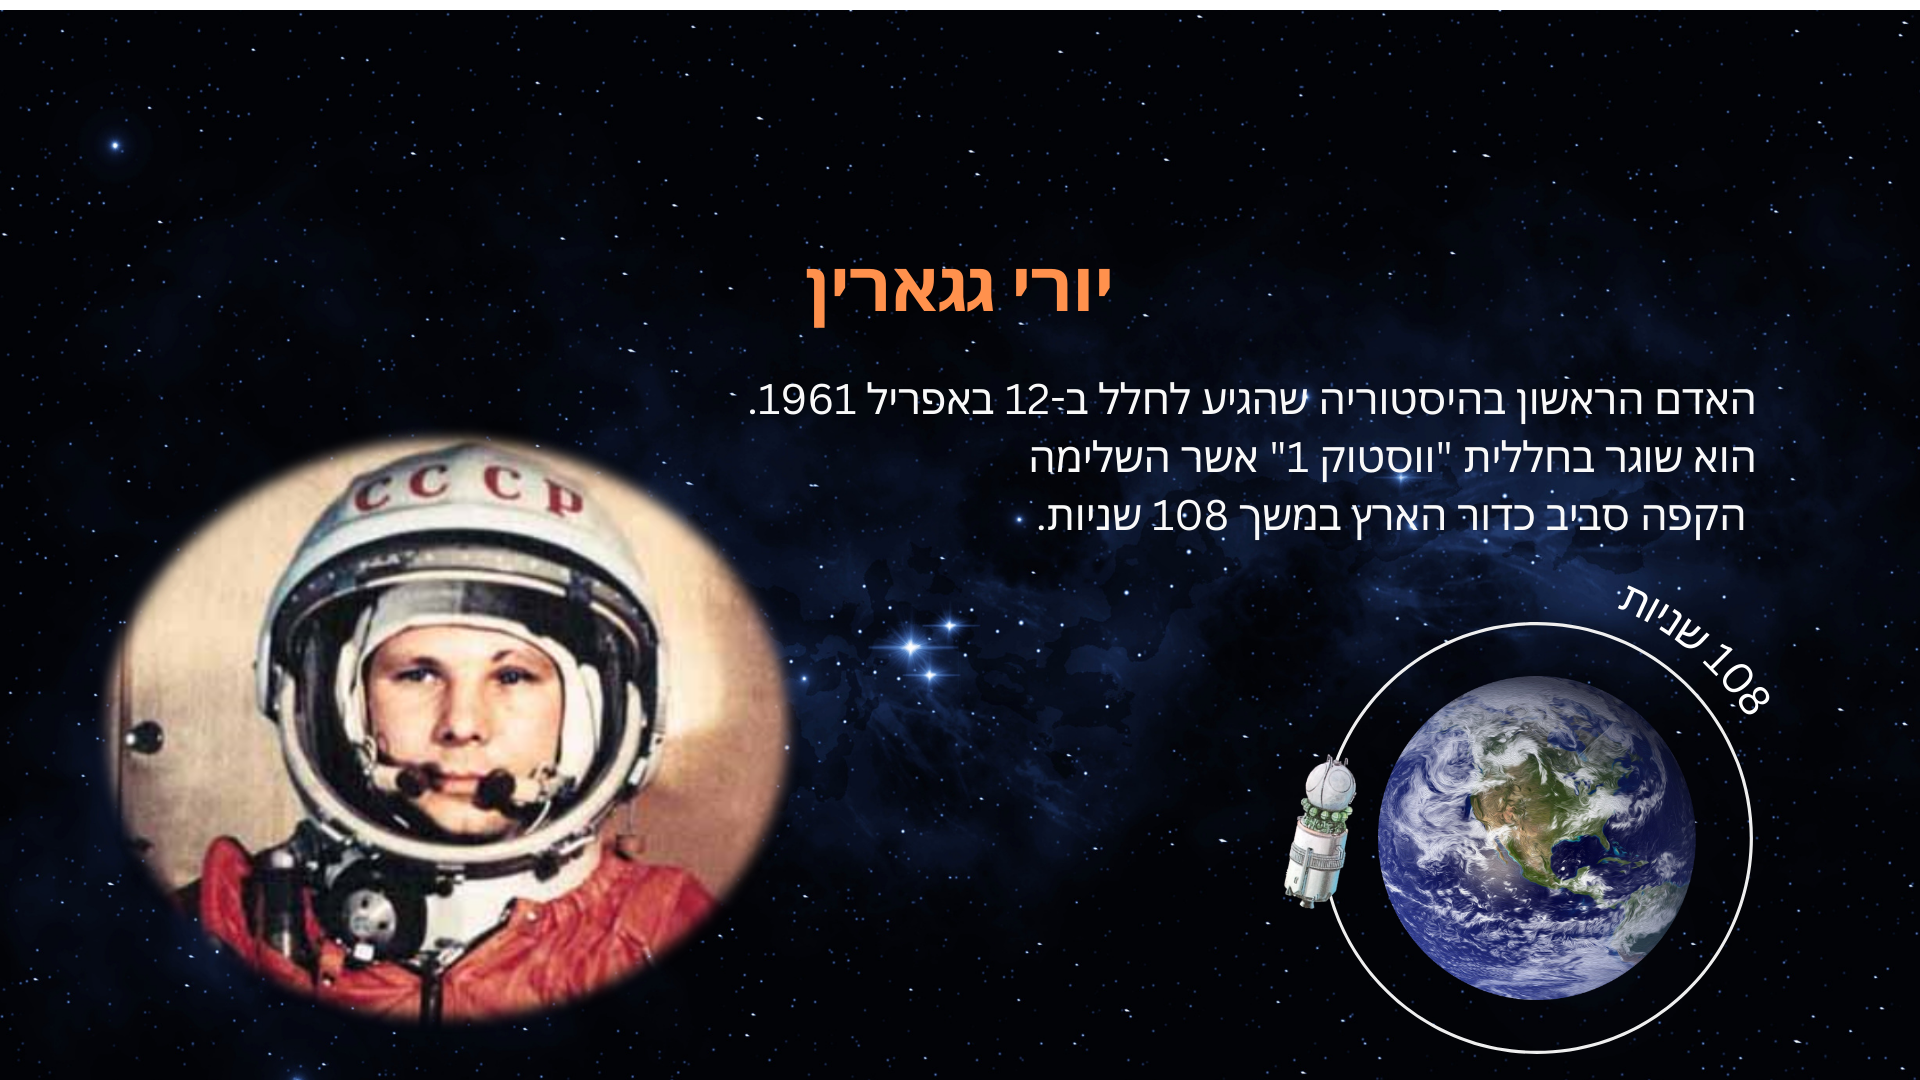 יורי גגארין
האדם הראשון בהיסטוריה שהגיע לחלל ב-12 באפריל 1961.
הוא שוגר בחללית "ווסטוק 1" אשר השלימה
הקפה סביב כדור הארץ במשך 108 שניות.
108 שניות
СССР